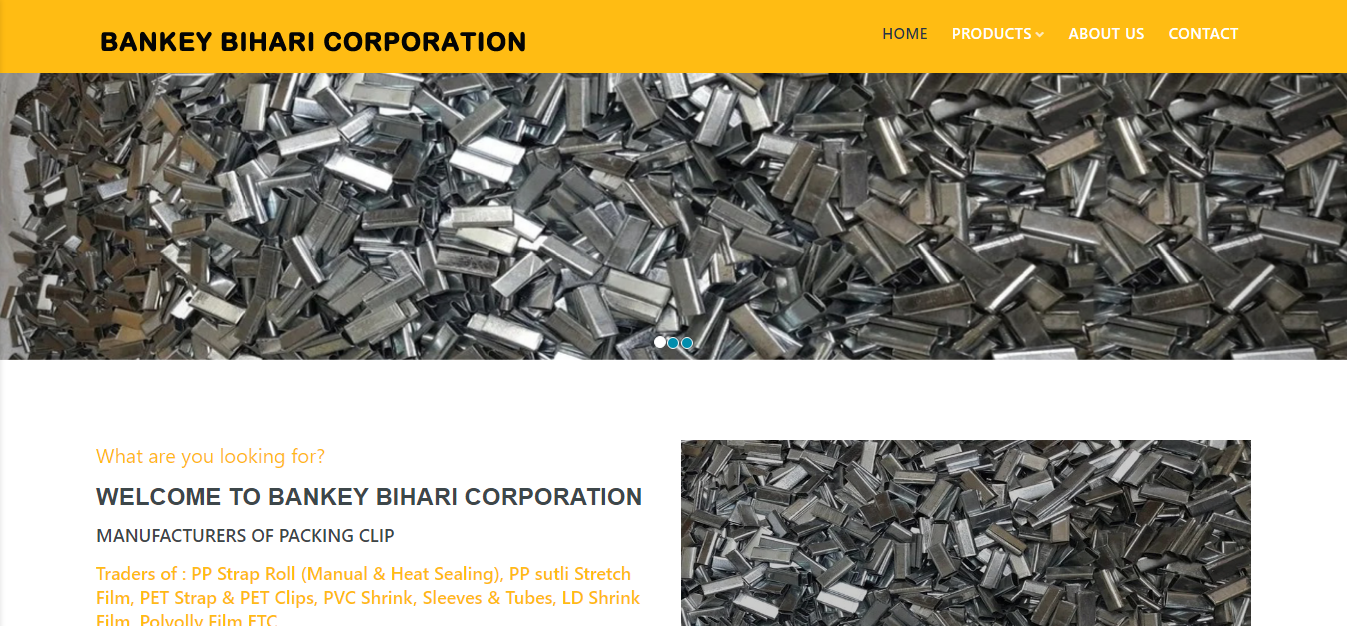 BANKEY BIHARI CORPORATION
HOME PRODUCTS ABOUT US CONTACT
What are you looking for?
WELCOME TO BANKEY BIHARI CORPORATION
MANUFACTURERS OF PACKING CLIP
Traders of : PP Strap Roll (Manual & Heat Sealing), PP sutli Stretch
Film, PET Strap & PET Clips, PVC Shrink, Sleeves & Tubes, LD Shrink
Film, Polyolly Film ETC